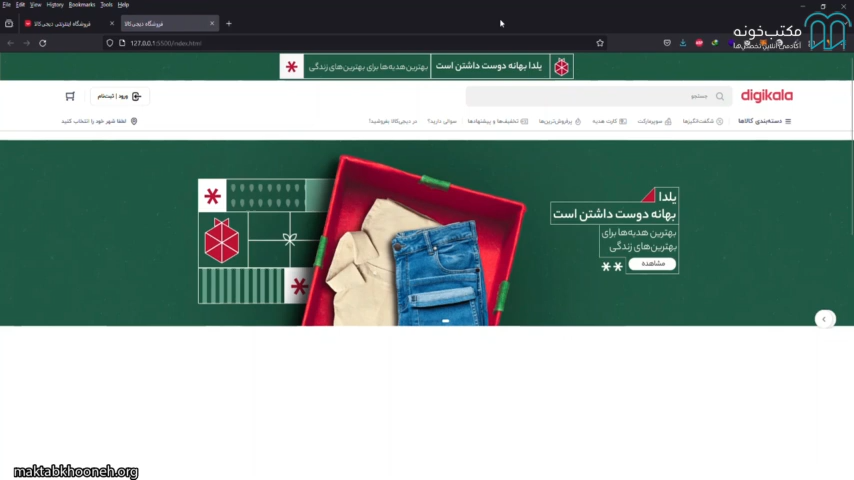 File Edit View History Bookmarks Tools Help
فروشگاه اینترنتی دیجی‌کالا
فروشگاه دیجی‌کالا
127.0.0.1:5500/index.html
مکتب‌خونه
آکادمی آنلاین تخصص‌ها
یلدا بهانه دوست داشتن است
بهترین‌هدیه‌ها برای بهترین‌های زندگی
digikala
جستجو
ورود | ثبت‌نام
دسته‌بندی کالاها
شگفت‌انگیزها
سوپرمارکت
کارت هدیه
پرفروش‌ترین‌ها
تخفیف‌ها و پیشنهادها
سوالی دارید؟
در دیجی‌کالا بفروشید!
لطفا شهر خود را انتخاب کنید
یلدا
بهانه دوست داشتن است
بهترین هدیه‌ها برای
بهترین‌های زندگی
مشاهده
maktabkhooneh.org